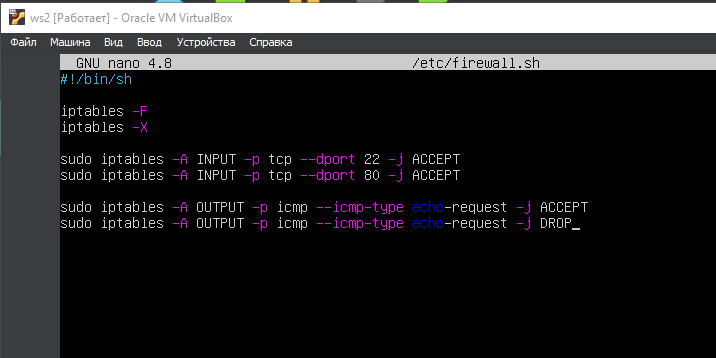 ws2 [Работает] - Oracle VM VirtualBox
Файл Машина Вид Ввод Устройства Справка
GNU nano 4.8 /etc/firewall.sh
#!/bin/sh
iptables -F
iptables -X
sudo iptables -A INPUT -p tcp --dport 22 -j ACCEPT
sudo iptables -A INPUT -p tcp --dport 80 -j ACCEPT
sudo iptables -A OUTPUT -p icmp --icmp-type echo-request -j ACCEPT
sudo iptables -A OUTPUT -p icmp --icmp-type echo-request -j DROP